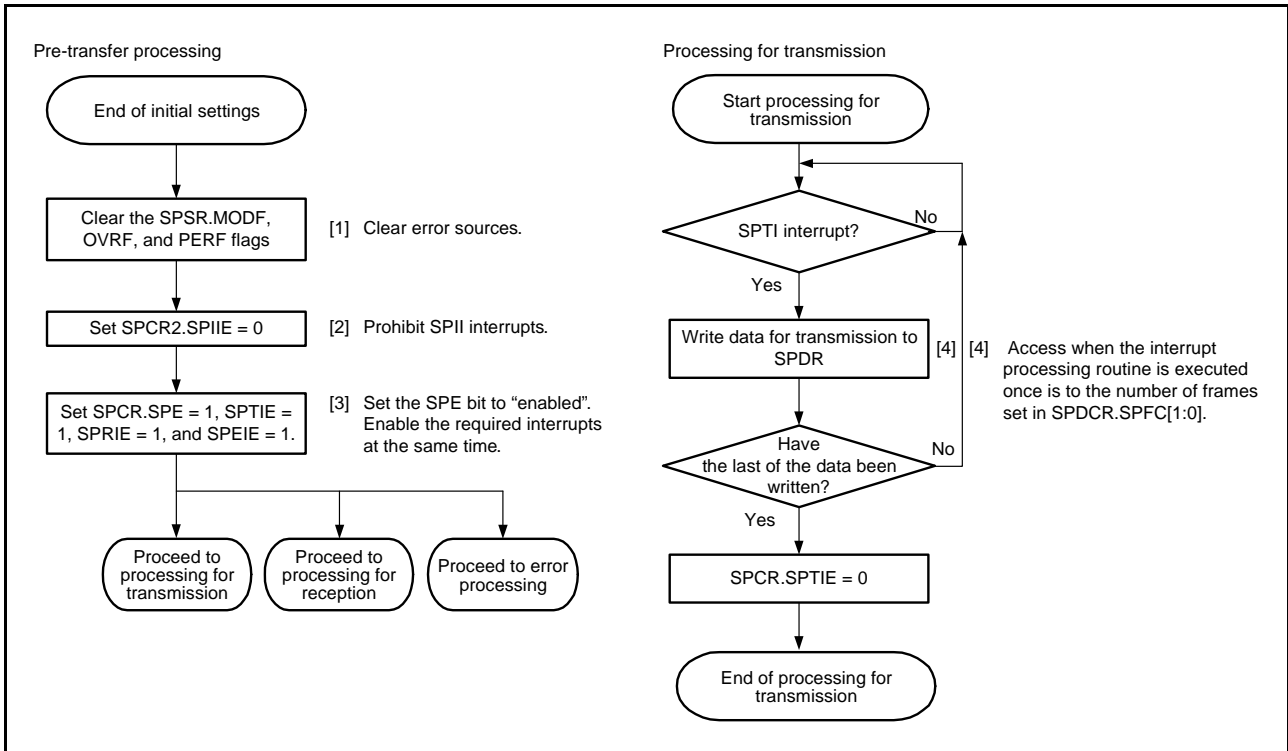 Pre-transfer processing
End of initial settings
Clear the SPSR.MODF,
OVRF, and PERF flags
[1] Clear error sources.
Set SPCR2.SPIIE = 0
[2] Prohibit SPII interrupts.
Set SPCR.SPE = 1, SPTIE =
1, SPRIE = 1, and SPEIE = 1.
[3] Set the SPE bit to “enabled”.
Enable the required interrupts
at the same time.
Proceed to
processing for
transmission
Proceed to
processing for
reception
Proceed to error
processing
Processing for transmission
Start processing for
transmission
SPTI interrupt?
No
Yes
Write data for transmission to
SPDR
[4]
[4] Access when the interrupt
processing routine is executed
once is to the number of frames
set in SPDCR.SPFC[1:0].
Have
the last of the data been
written?
No
Yes
SPCR.SPTIE = 0
End of processing for
transmission